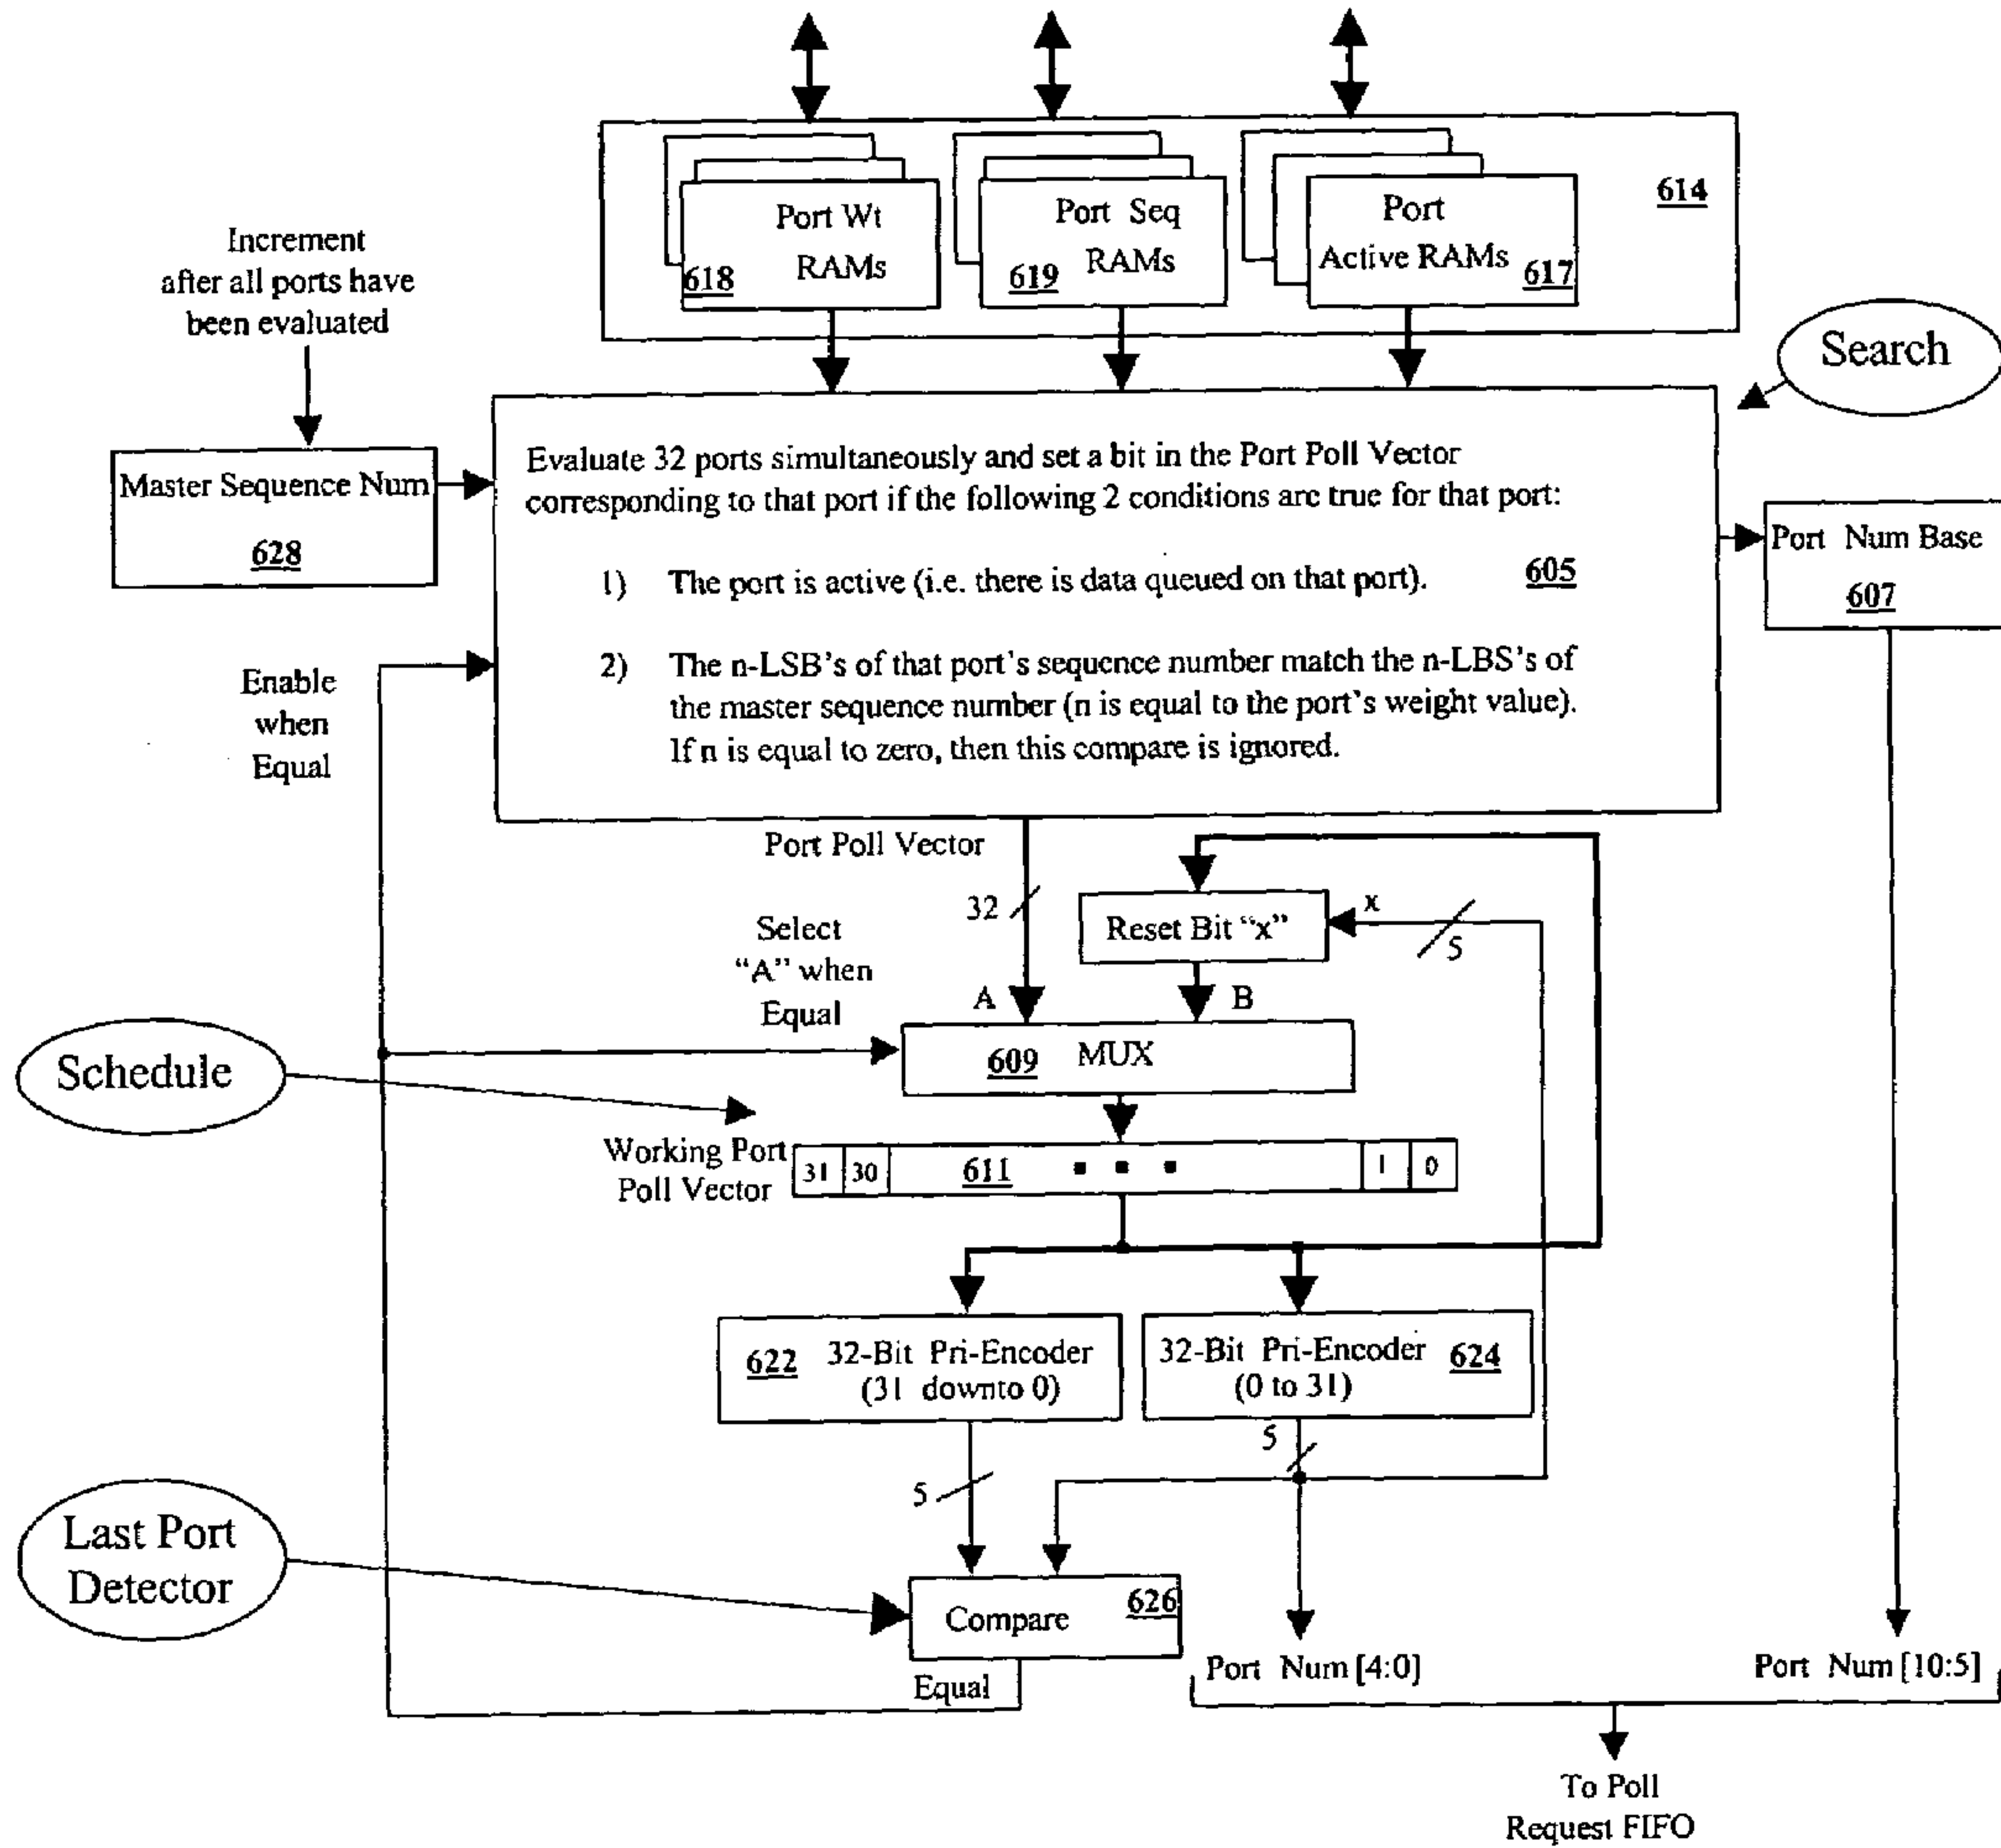 Port Wt
RAMs
618
Port Seq
RAMs
619
Port
Active RAMs
617
614
Increment
after all ports have
been evaluated
Search
Master Sequence Num
628
Evaluate 32 ports simultaneously and set a bit in the Port Poll Vector
corresponding to that port if the following 2 conditions are true for that port:
1) The port is active (i.e. there is data queued on that port).
605
2) The n-LSB's of that port's sequence number match the n-LBS's of
the master sequence number (n is equal to the port's weight value).
If n is equal to zero, then this compare is ignored.
Port Num Base
607
Enable
when
Equal
Port Poll Vector
32
Reset Bit "x"
x
5
Select
"A" when
Equal
A
B
609 MUX
Schedule
Working Port
Poll Vector
31 30 611 ▪ ▪ ▪ 1 0
622 32-Bit Pri-Encoder
(31 downto 0)
32-Bit Pri-Encoder 624
(0 to 31)
5
5
Last Port
Detector
Compare 626
Equal
Port Num [4:0]
Port Num [10:5]
To Poll
Request FIFO